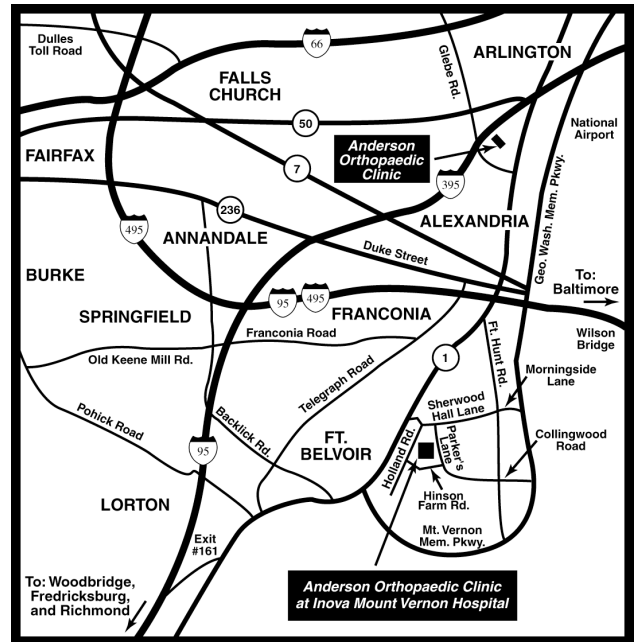 Dulles
Toll Road
66
ARLINGTON
Glebe Rd.
FALLS
CHURCH
50
National
Airport
Anderson
Orthopaedic
Clinic
FAIRFAX
7
395
Geo. Wash. Mem. Pkwy.
236
ALEXANDRIA
495
ANNANDALE
Duke Street
BURKE
To:
Baltimore
95
495
SPRINGFIELD
FRANCONIA
Wilson
Bridge
Franconia Road
Old Keene Mill Rd.
1
Ft. Hunt Rd.
Morningside
Lane
Telegraph Road
Sherwood
Hall Lane
Pohick Road
Backlick Rd.
FT.
BELVOIR
Holland Rd.
Parker's
Lane
Collingwood
Road
95
Hinson
Farm Rd.
LORTON
Mt. Vernon
Mem. Pkwy.
Exit
#161
To: Woodbridge,
Fredricksburg,
and Richmond
Anderson Orthopaedic Clinic
at Inova Mount Vernon Hospital